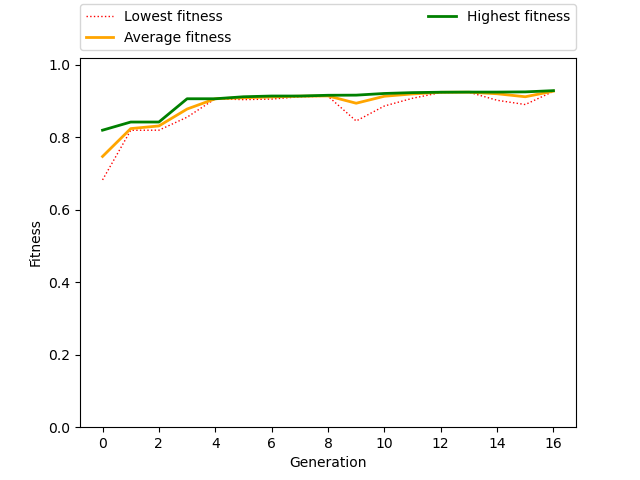 Lowest fitness
Average fitness
Highest fitness
1.0
0.8
0.6
0.4
0.2
0.0
Fitness
0 2 4 6 8 10 12 14 16
Generation